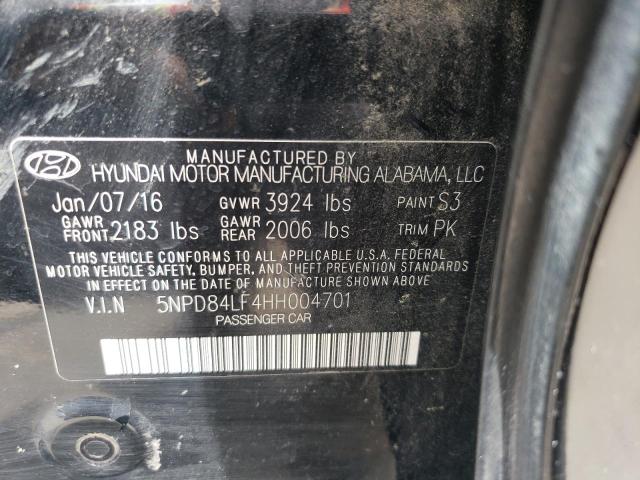 MANUFACTURED BY
HYUNDAI MOTOR MANUFACTURING ALABAMA, LLC
Jan/07/16 GVWR 3924 lbs PAINT S3
GAWR FRONT 2183 lbs GAWR REAR 2006 lbs TRIM PK
THIS VEHICLE CONFORMS TO ALL APPLICABLE U.S.A. FEDERAL
MOTOR VEHICLE SAFETY, BUMPER, AND THEFT PREVENTION STANDARDS
IN EFFECT ON THE DATE OF MANUFACTURE SHOWN ABOVE
V.I.N 5NPD84LF4HH004701
PASSENGER CAR